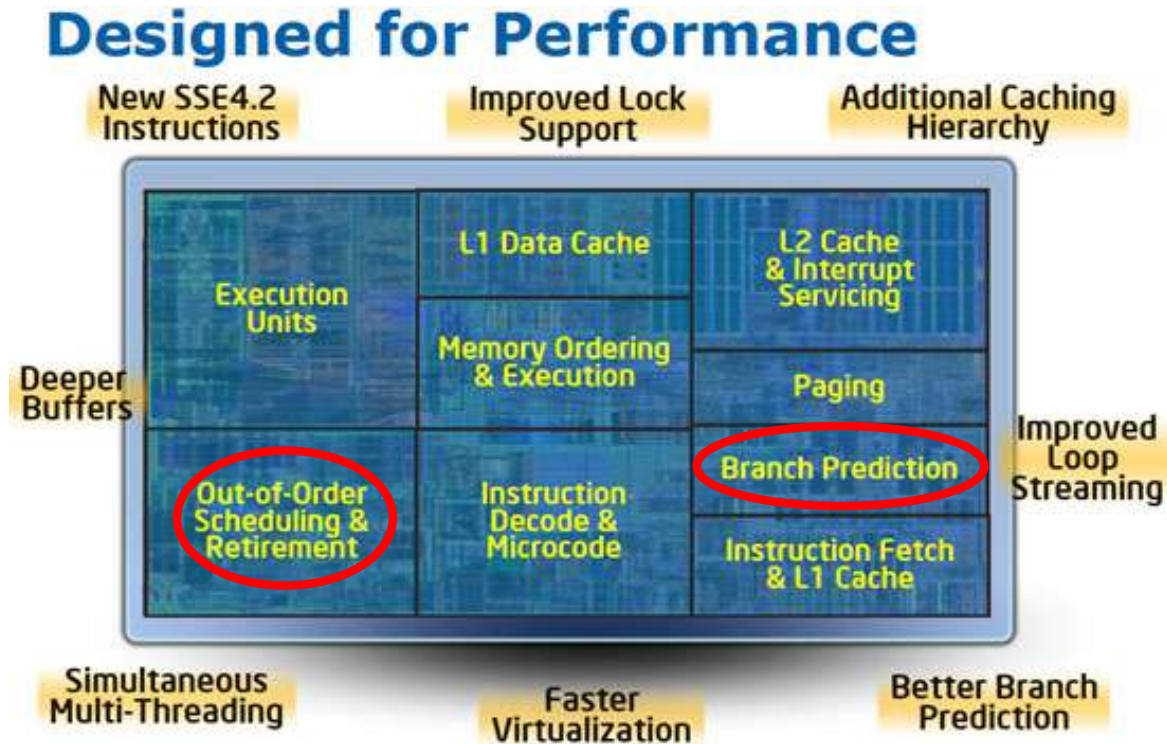 Designed for Performance
New SSE4.2
Instructions
Improved Lock
Support
Additional Caching
Hierarchy
Execution
Units
L1 Data Cache
L2 Cache
& Interrupt
Servicing
Memory Ordering
& Execution
Paging
Deeper
Buffers
Improved
Loop
Streaming
Branch Prediction
Out-of-Order
Scheduling &
Retirement
Instruction
Decode &
Microcode
Instruction Fetch
& L1 Cache
Simultaneous
Multi-Threading
Faster
Virtualization
Better Branch
Prediction